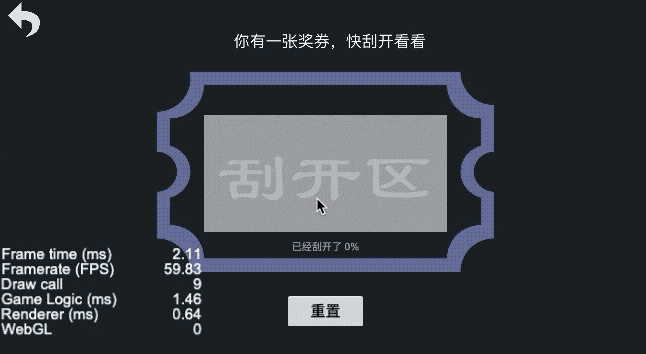 你有一张奖券，快刮开看看
刮开区
已经刮开了 0%
Frame time (ms) 2.11
Framerate (FPS) 59.83
Draw call 9
Game Logic (ms) 1.46
Renderer (ms) 0.64
WebGL 0
重置